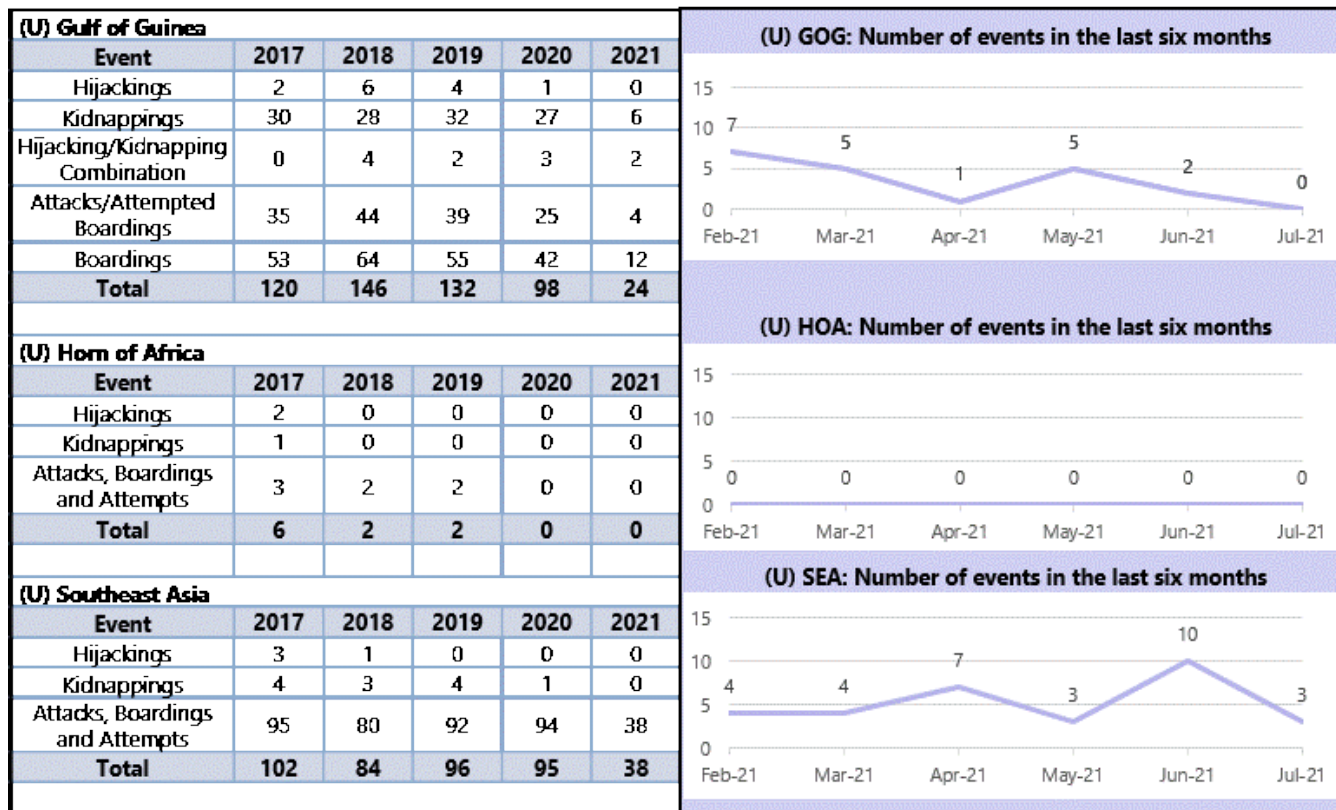 (U) Gulf of Guinea
Event 2017 2018 2019 2020 2021
Hijackings 2 6 4 1 0
Kidnappings 30 28 32 27 6
Hijacking/Kidnapping
Combination 0 4 2 3 2
Attacks/Attempted
Boardings 35 44 39 25 4
Boardings 53 64 55 42 12
Total 120 146 132 98 24
(U) Horn of Africa
Event 2017 2018 2019 2020 2021
Hijackings 2 0 0 0 0
Kidnappings 1 0 0 0 0
Attacks, Boardings
and Attempts 3 2 2 0 0
Total 6 2 2 0 0
(U) Southeast Asia
Event 2017 2018 2019 2020 2021
Hijackings 3 1 0 0 0
Kidnappings 4 3 4 1 0
Attacks, Boardings
and Attempts 95 80 92 94 38
Total 102 84 96 95 38
(U) GOG: Number of events in the last six months
15
10
5
0
7 5 1 5 2 0
Feb-21 Mar-21 Apr-21 May-21 Jun-21 Jul-21
(U) HOA: Number of events in the last six months
15
10
5
0
0 0 0 0 0 0
Feb-21 Mar-21 Apr-21 May-21 Jun-21 Jul-21
(U) SEA: Number of events in the last six months
15
10
5
0
4 4 7 3 10 3
Feb-21 Mar-21 Apr-21 May-21 Jun-21 Jul-21